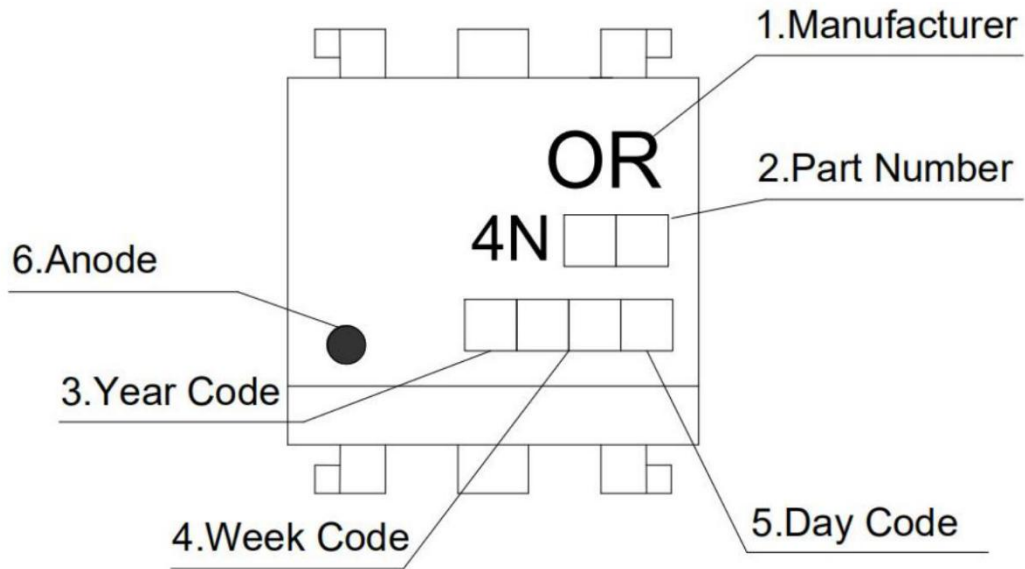 1.Manufacturer
OR
2.Part Number
4N
6.Anode
3.Year Code
4.Week Code
5.Day Code